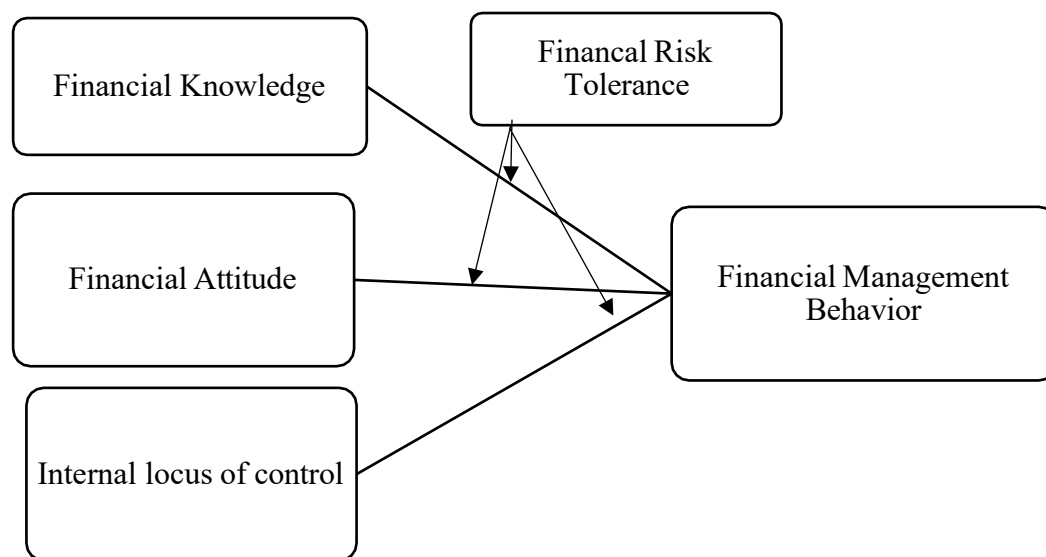 Financial Knowledge
Financal Risk
Tolerance
Financial Attitude
Financial Management
Behavior
Internal locus of control